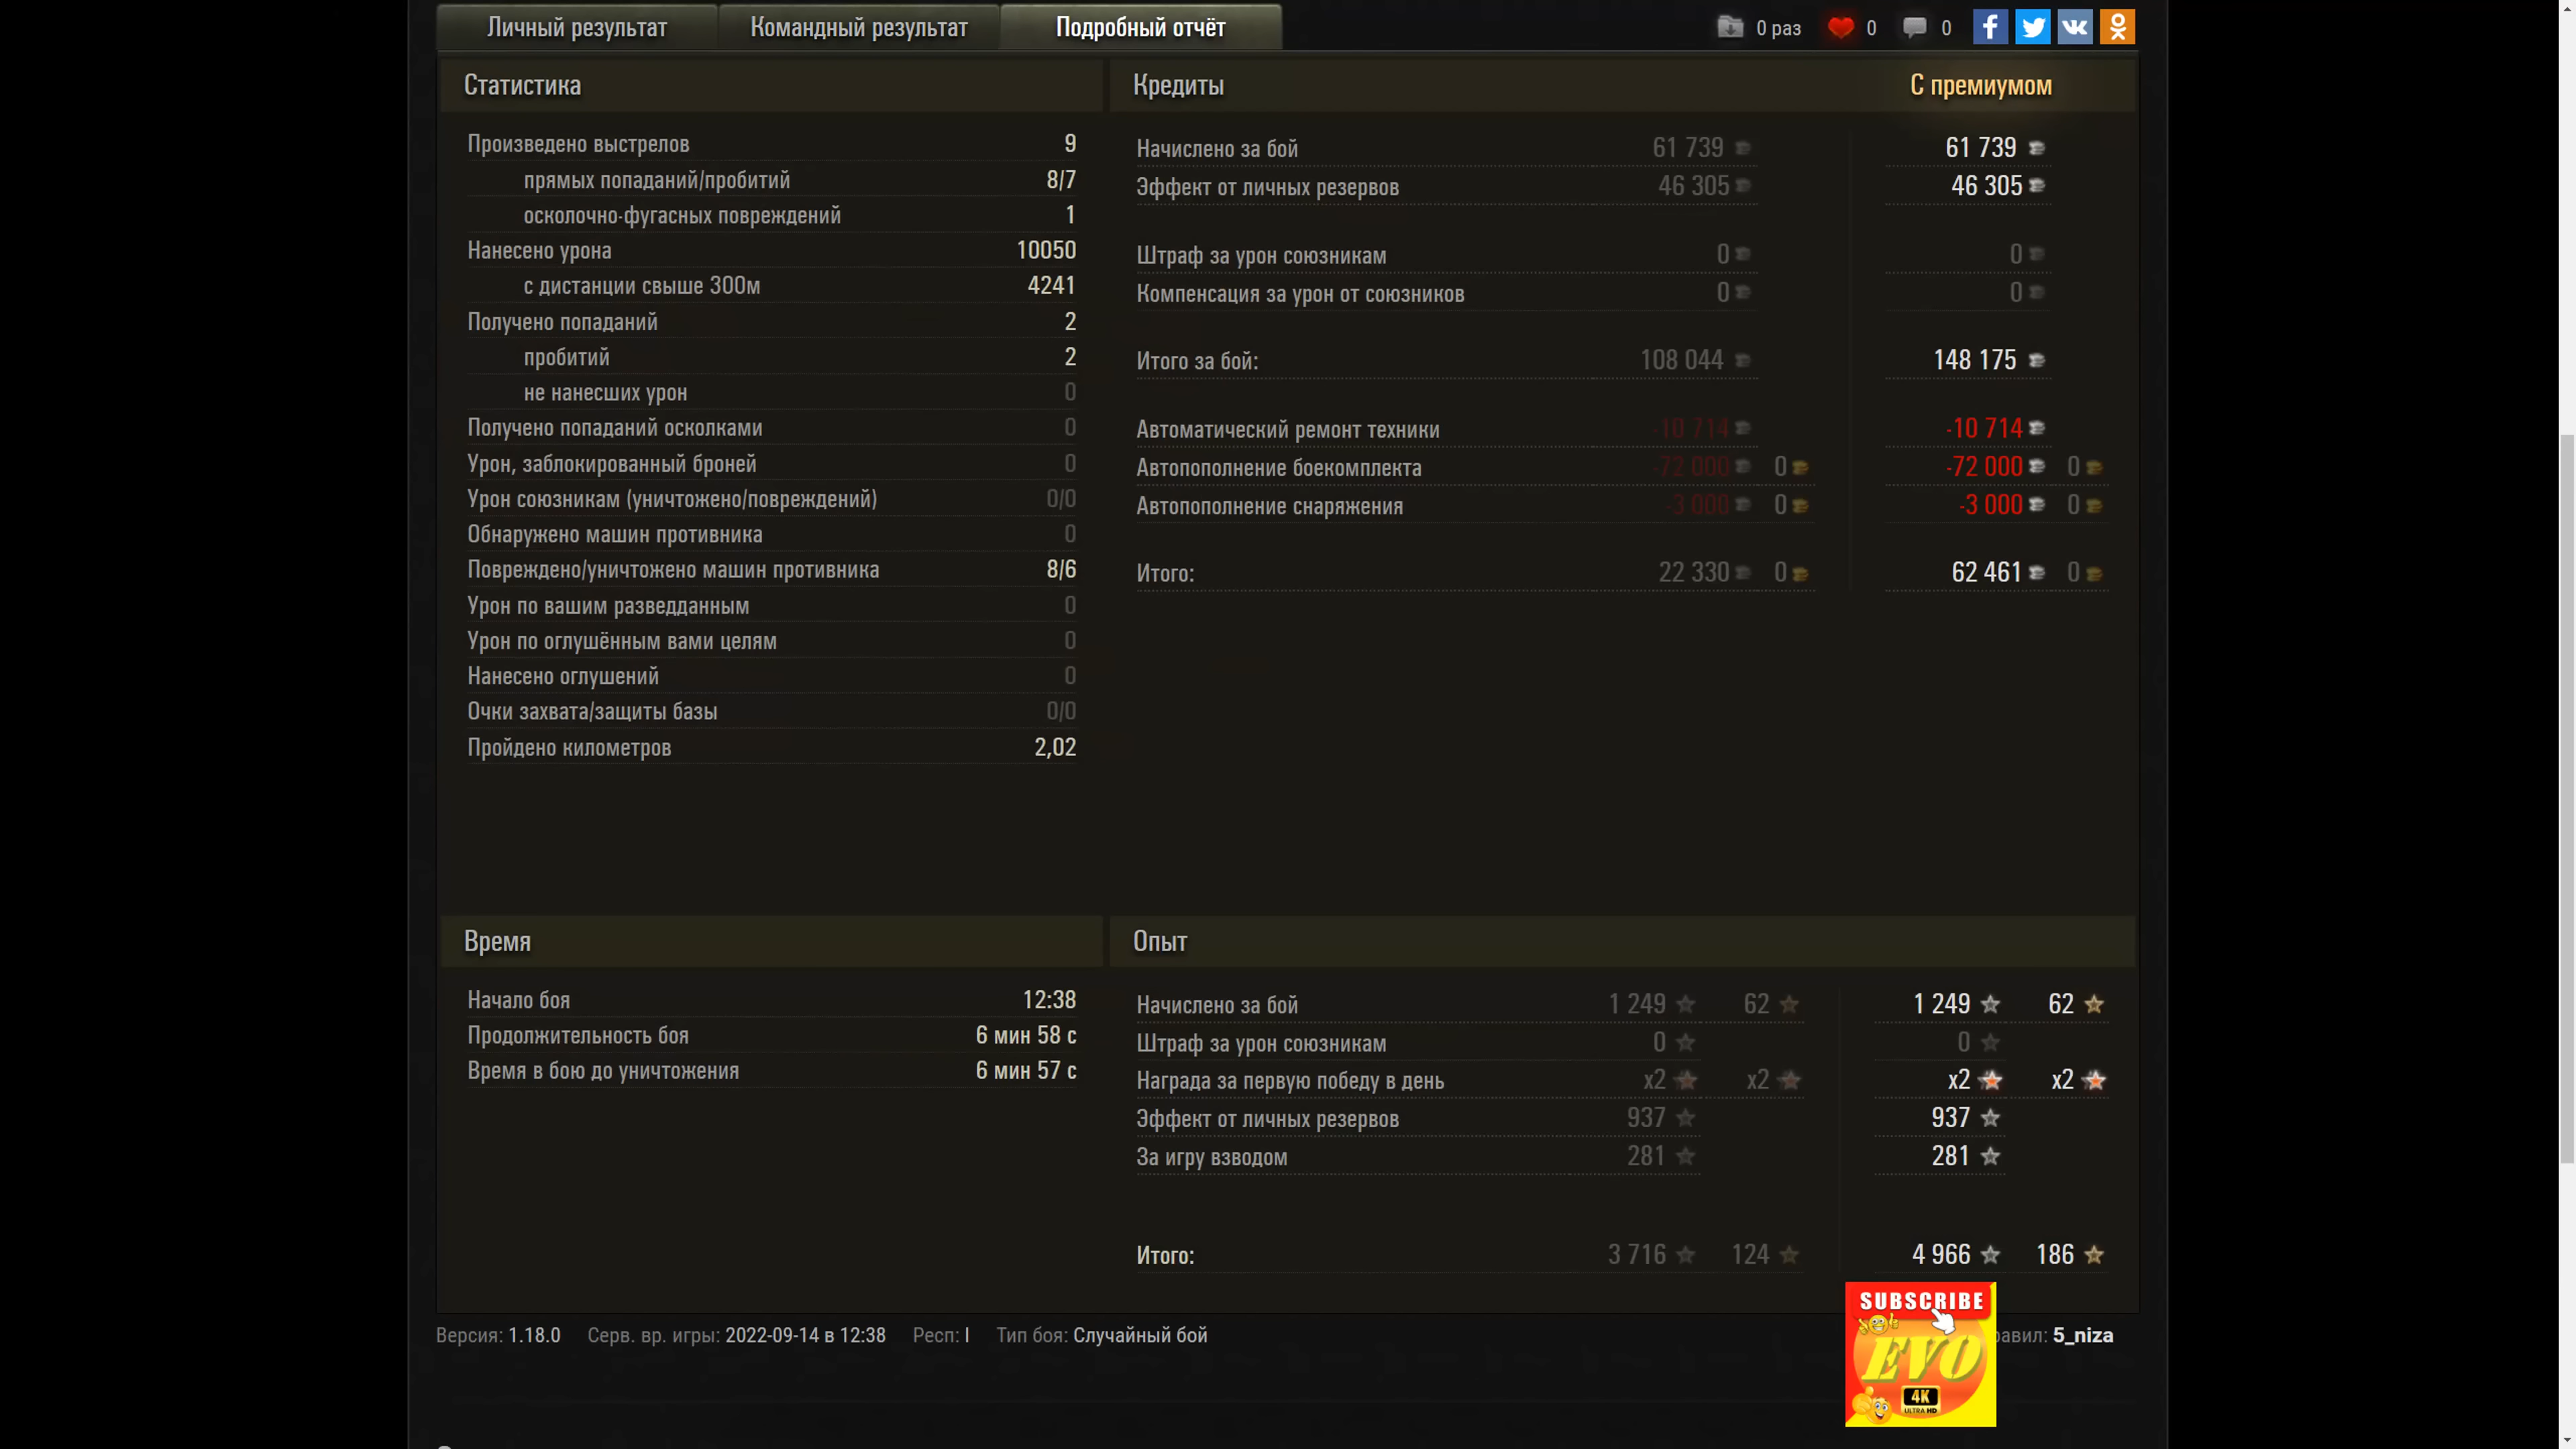 Личный результат Командный результат Подробный отчёт 0 раз 0 0
Статистика
Произведено выстрелов 9
прямых попаданий/пробитий 8/7
осколочно-фугасных повреждений 1
Нанесено урона 10050
с дистанции свыше 300м 4241
Получено попаданий 2
пробитий 2
не нанесших урон 0
Получено попаданий осколками 0
Урон, заблокированный броней 0
Урон союзникам (уничтожено/повреждений) 0/0
Обнаружено машин противника 0
Повреждено/уничтожено машин противника 8/6
Урон по вашим разведданным 0
Урон по оглушённым вами целям 0
Нанесено оглушений 0
Очки захвата/защиты базы 0/0
Пройдено километров 2,02
Кредиты С премиумом
Начислено за бой 61 739 61 739
Эффект от личных резервов 46 305 46 305
Штраф за урон союзникам 0 0
Компенсация за урон от союзников 0 0
Итого за бой: 108 044 148 175
Автоматический ремонт техники -10 714 -10 714
Автопополнение боекомплекта -72 000 0 -72 000 0
Автопополнение снаряжения -3 000 0 -3 000 0
Итого: 22 330 0 62 461 0
Время
Начало боя 12:38
Продолжительность боя 6 мин 58 с
Время в бою до уничтожения 6 мин 57 с
Опыт
Начислено за бой 1 249 62 1 249 62
Штраф за урон союзникам 0 0
Награда за первую победу в день x2 x2 x2 x2
Эффект от личных резервов 937 937
За игру взводом 281 281
Итого: 3 716 124 4 966 186
Версия: 1.18.0 Серв. вр. игры: 2022-09-14 в 12:38 Респ: I Тип боя: Случайный бой авил: 5_niza
SUBSCRIBE
EVO
4K
ULTRA HD